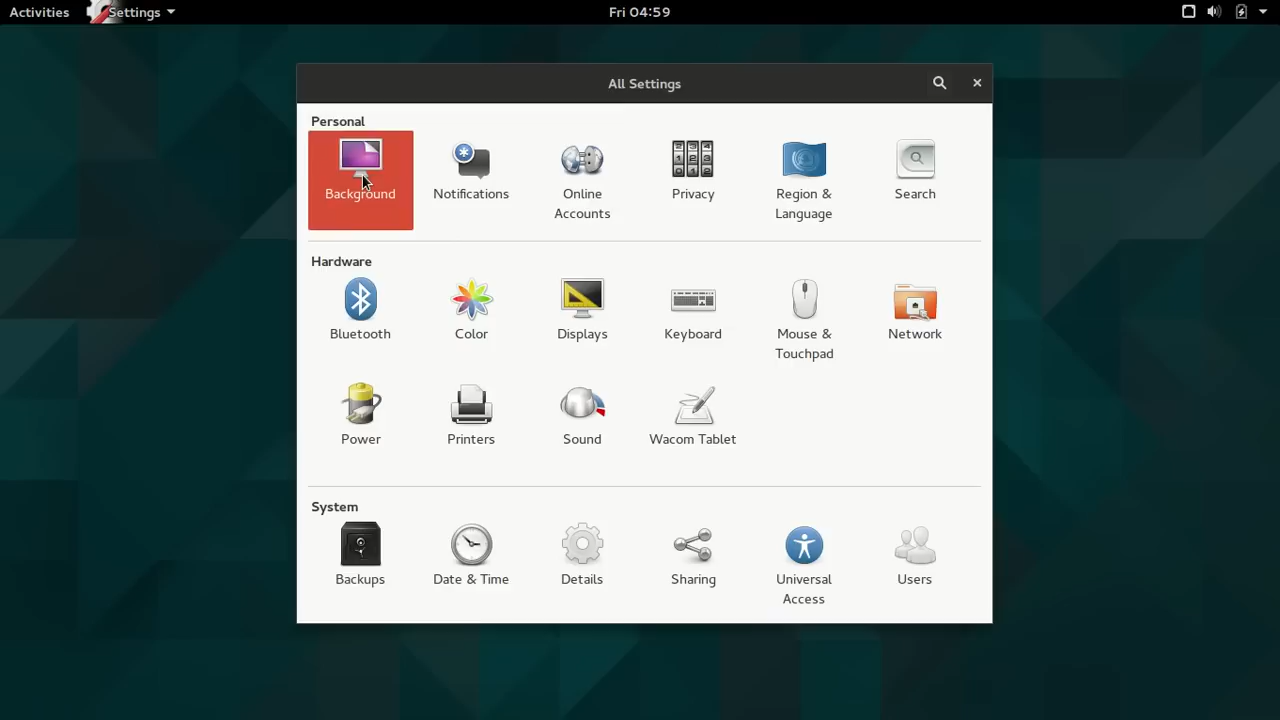 Activities Settings Fri 04:59
All Settings
Personal
Background Notifications Online Accounts Privacy Region & Language Search
Hardware
Bluetooth Color Displays Keyboard Mouse & Touchpad Network
Power Printers Sound Wacom Tablet
System
Backups Date & Time Details Sharing Universal Access Users